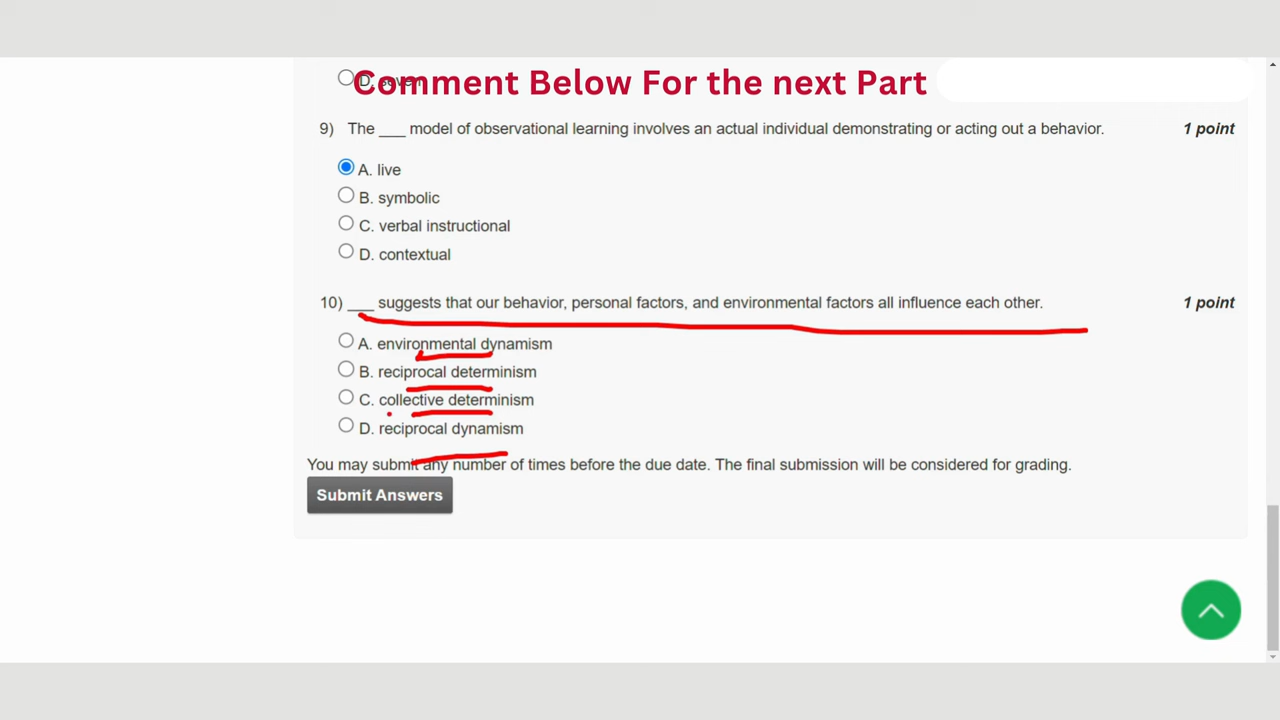 Comment Below For the next Part
9) The ___ model of observational learning involves an actual individual demonstrating or acting out a behavior. 1 point
A. live
B. symbolic
C. verbal instructional
D. contextual
10) ___ suggests that our behavior, personal factors, and environmental factors all influence each other. 1 point
A. environmental dynamism
B. reciprocal determinism
C. collective determinism
D. reciprocal dynamism
You may submit any number of times before the due date. The final submission will be considered for grading.
Submit Answers